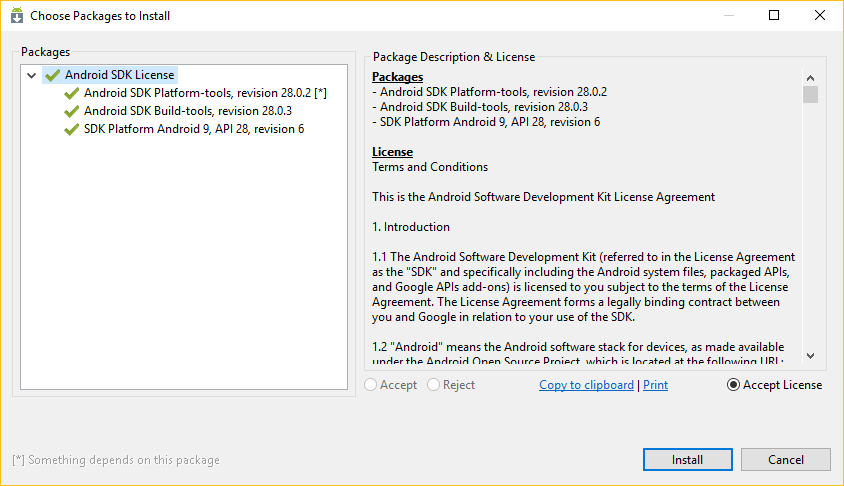 Choose Packages to Install
Packages
Android SDK License
Android SDK Platform-tools, revision 28.0.2 [*]
Android SDK Build-tools, revision 28.0.3
SDK Platform Android 9, API 28, revision 6
Package Description & License
Packages
- Android SDK Platform-tools, revision 28.0.2
- Android SDK Build-tools, revision 28.0.3
- SDK Platform Android 9, API 28, revision 6
License
Terms and Conditions
This is the Android Software Development Kit License Agreement
1. Introduction
1.1 The Android Software Development Kit (referred to in the License Agreement
as the "SDK" and specifically including the Android system files, packaged APIs,
and Google APIs add-ons) is licensed to you subject to the terms of the License
Agreement. The License Agreement forms a legally binding contract between
you and Google in relation to your use of the SDK.
1.2 "Android" means the Android software stack for devices, as made available
under the Android Open Source Project, which is located at the following URL:
Accept
Reject
Copy to clipboard | Print
Accept License
[*] Something depends on this package
Install
Cancel